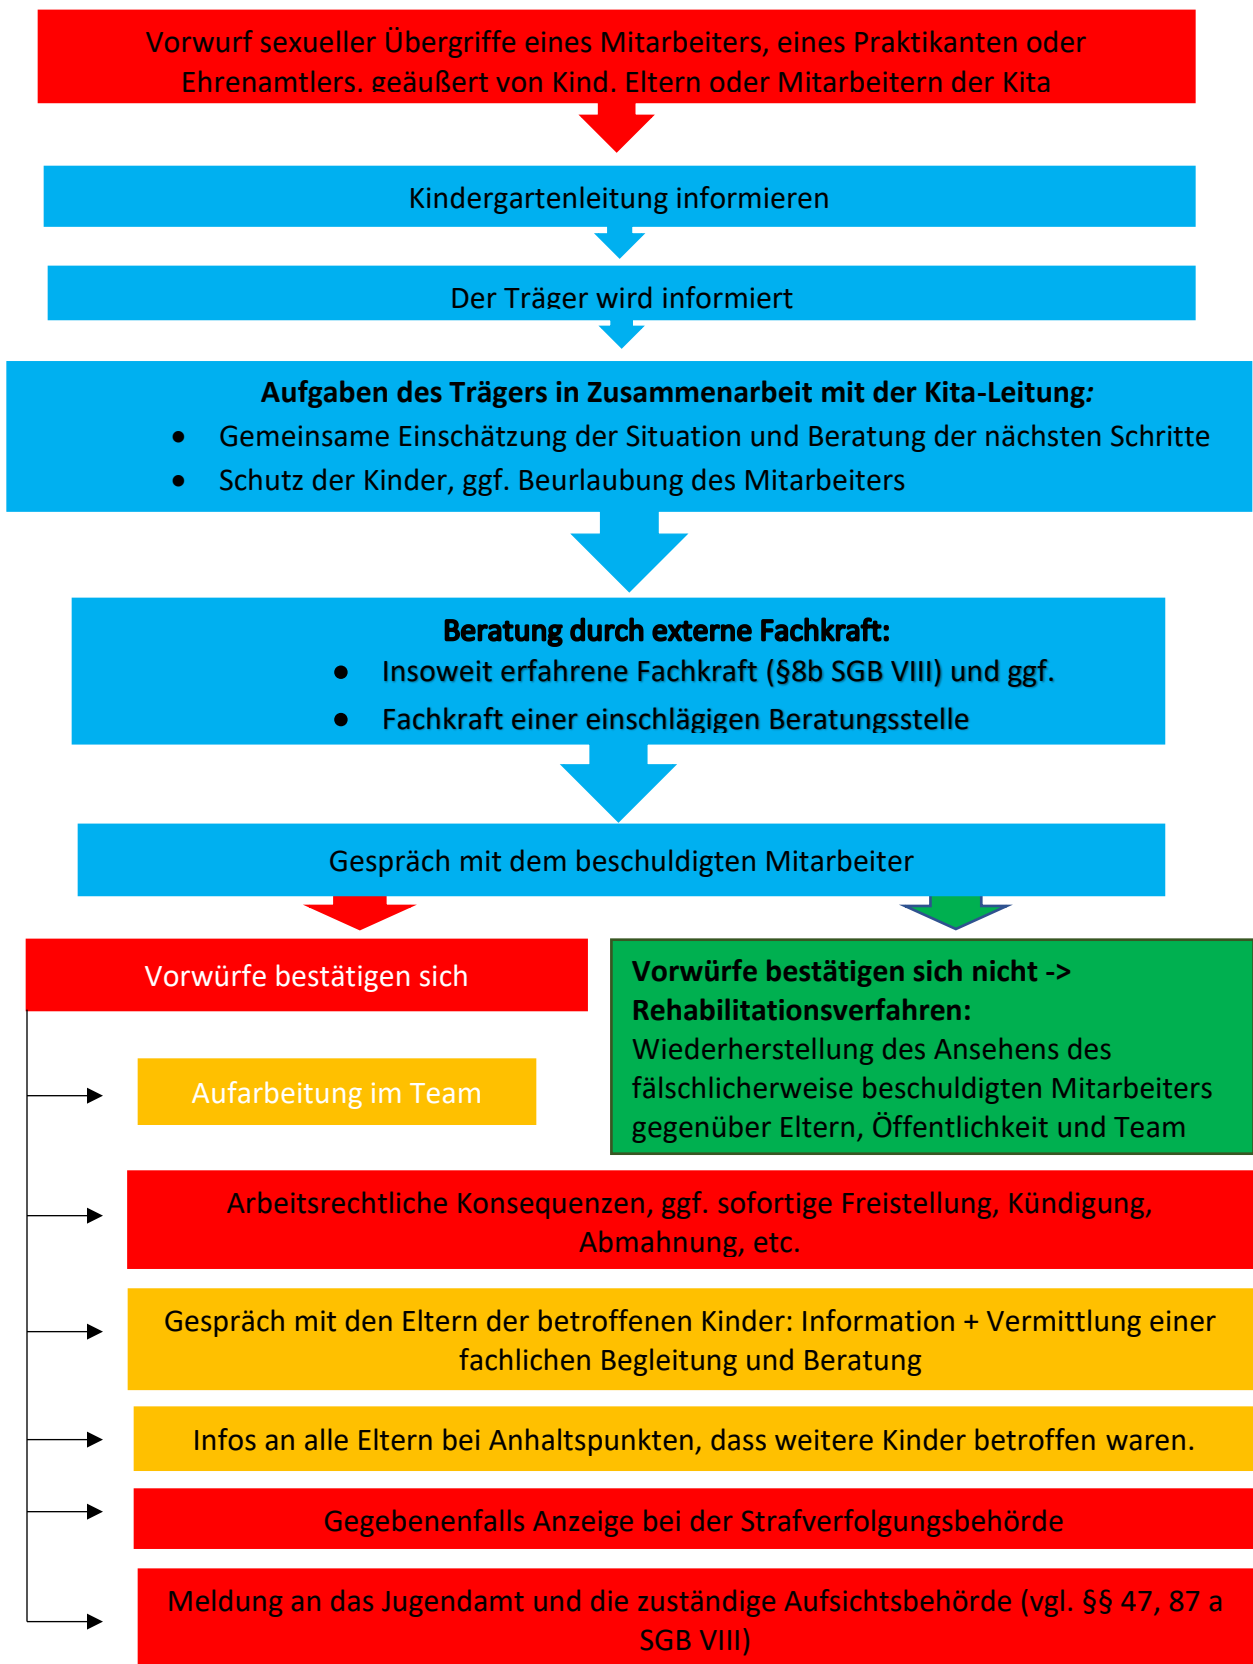 Vorwurf sexueller Übergriffe eines Mitarbeiters, eines Praktikanten oder
Ehrenamtlers, geäußert von Kind, Eltern oder Mitarbeitern der Kita
Kindergartenleitung informieren
Der Träger wird informiert
Aufgaben des Trägers in Zusammenarbeit mit der Kita-Leitung:
• Gemeinsame Einschätzung der Situation und Beratung der nächsten Schritte
• Schutz der Kinder, ggf. Beurlaubung des Mitarbeiters
Beratung durch externe Fachkraft:
• Insoweit erfahrene Fachkraft (§8b SGB VIII) und ggf.
• Fachkraft einer einschlägigen Beratungsstelle
Gespräch mit dem beschuldigten Mitarbeiter
Vorwürfe bestätigen sich
Vorwürfe bestätigen sich nicht ->
Rehabilitationsverfahren:
Wiederherstellung des Ansehens des
fälschlicherweise beschuldigten Mitarbeiters
gegenüber Eltern, Öffentlichkeit und Team
Aufarbeitung im Team
Arbeitsrechtliche Konsequenzen, ggf. sofortige Freistellung, Kündigung,
Abmahnung, etc.
Gespräch mit den Eltern der betroffenen Kinder: Information + Vermittlung einer
fachlichen Begleitung und Beratung
Infos an alle Eltern bei Anhaltspunkten, dass weitere Kinder betroffen waren.
Gegebenenfalls Anzeige bei der Strafverfolgungsbehörde
Meldung an das Jugendamt und die zuständige Aufsichtsbehörde (vgl. §§ 47, 87 a
SGB VIII)